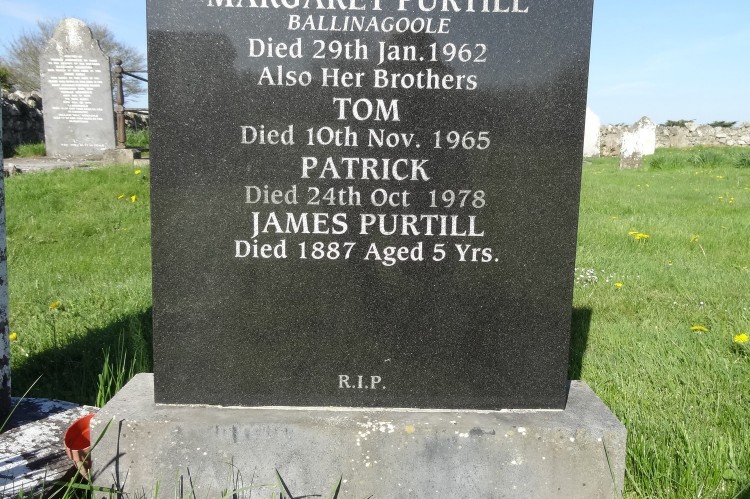 MARGARET PURTILL
BALLINAGOOLE
Died 29th Jan. 1962
Also Her Brothers
TOM
Died 10th Nov. 1965
PATRICK
Died 24th Oct 1978
JAMES PURTILL
Died 1887 Aged 5 Yrs.
R.I.P.